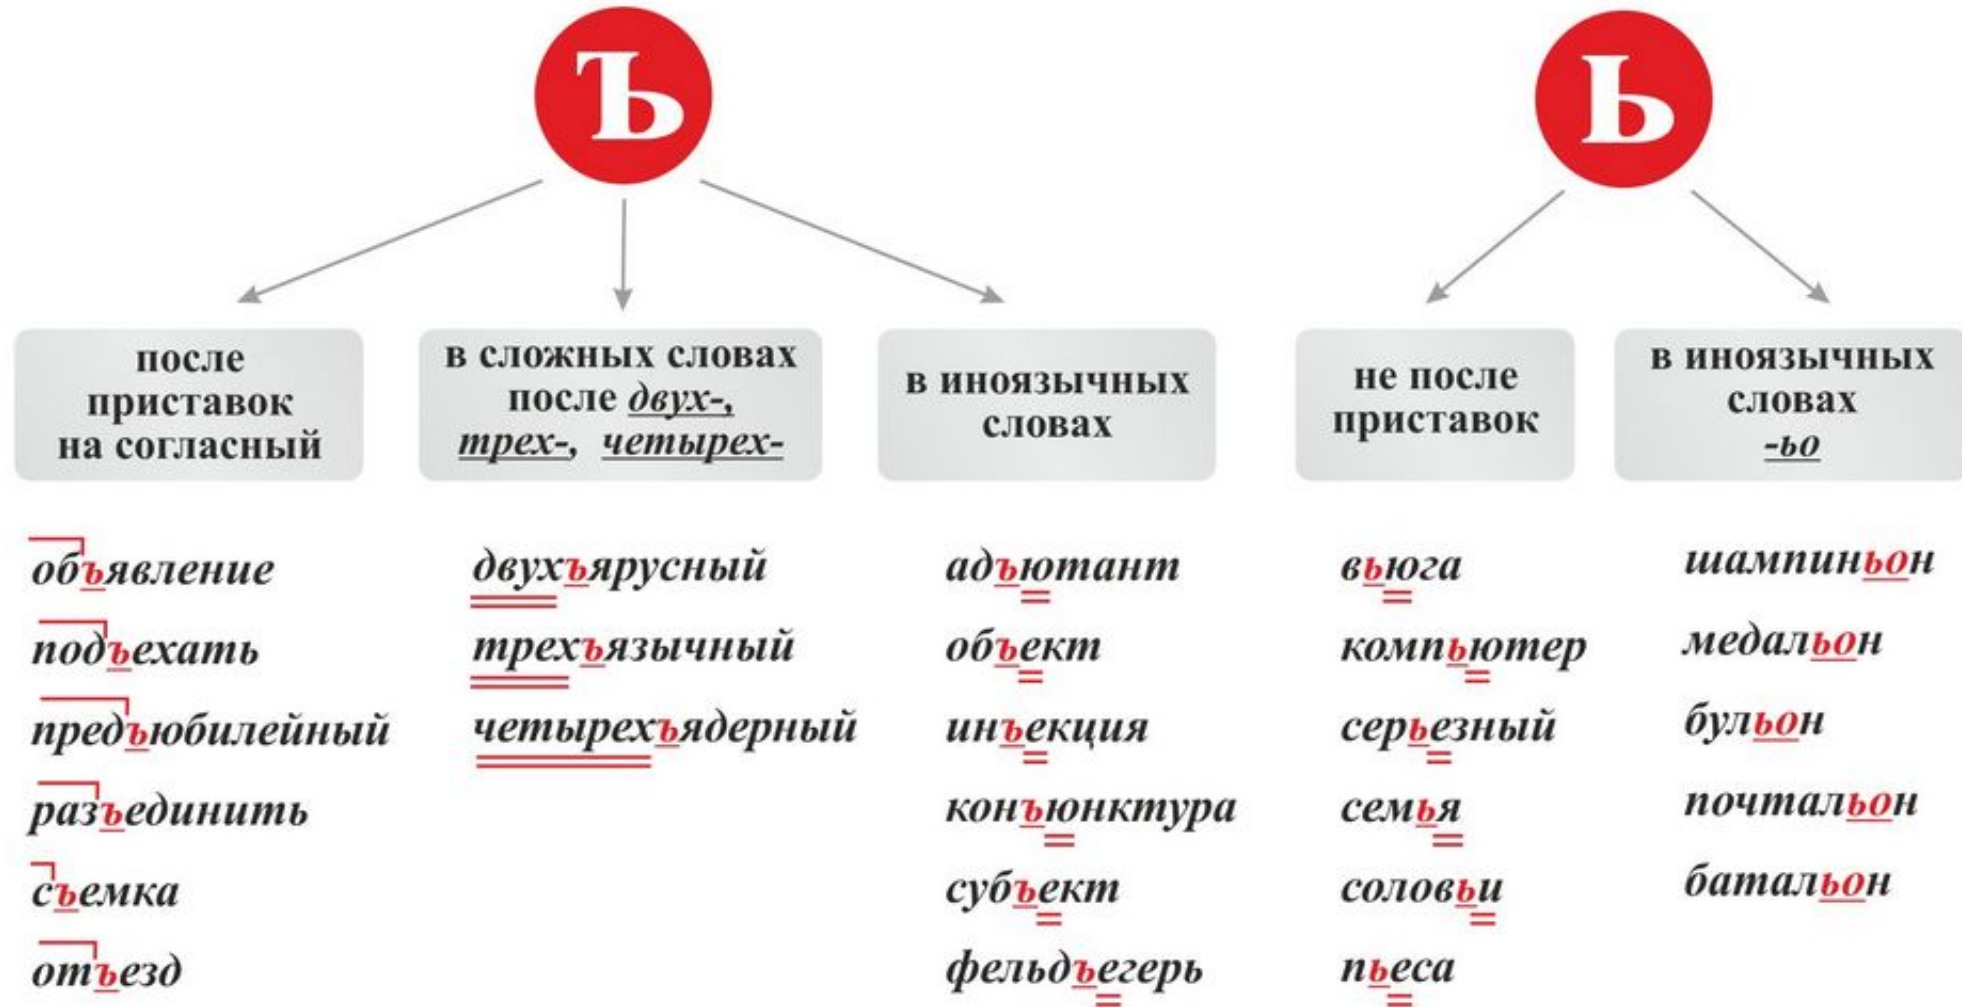 Ъ
Ь
после
приставок
на согласный
в сложных словах
после двух-,
трех-, четырех-
в иноязычных
словах
не после
приставок
в иноязычных
словах
-ьо
объявление
подъехать
предъюбилейный
разъединить
съемка
отъезд
двухъярусный
трехъязычный
четырехъядерный
адъютант
объект
инъекция
конъюнктура
субъект
фельдъегерь
вьюга
компьютер
серьезный
семья
соловьи
пьеса
шампиньон
медальон
бульон
почтальон
батальон